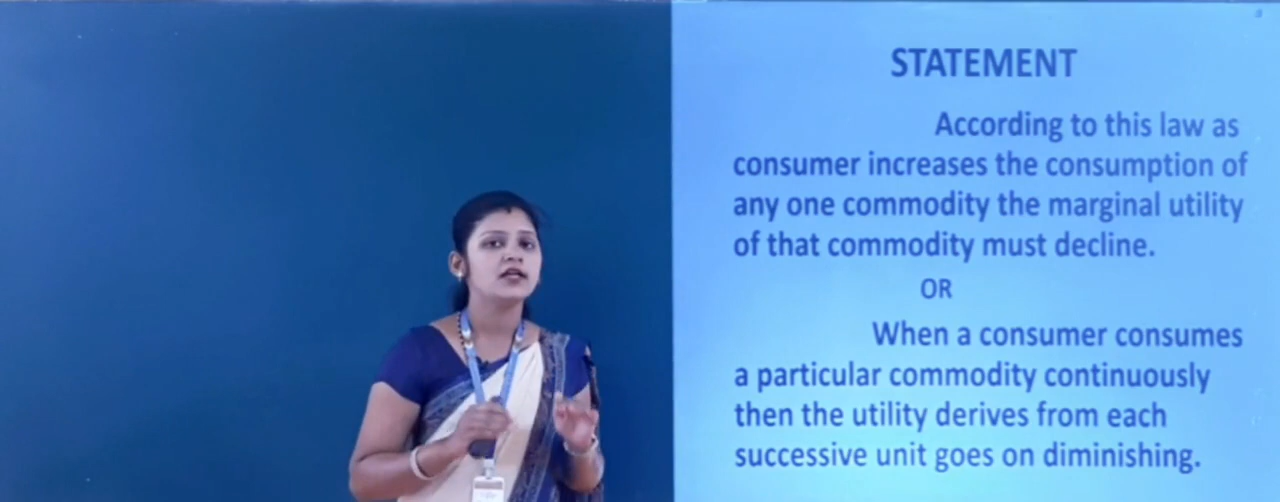 STATEMENT
According to this law as
consumer increases the consumption of
any one commodity the marginal utility
of that commodity must decline.
OR
When a consumer consumes
a particular commodity continuously
then the utility derives from each
successive unit goes on diminishing.